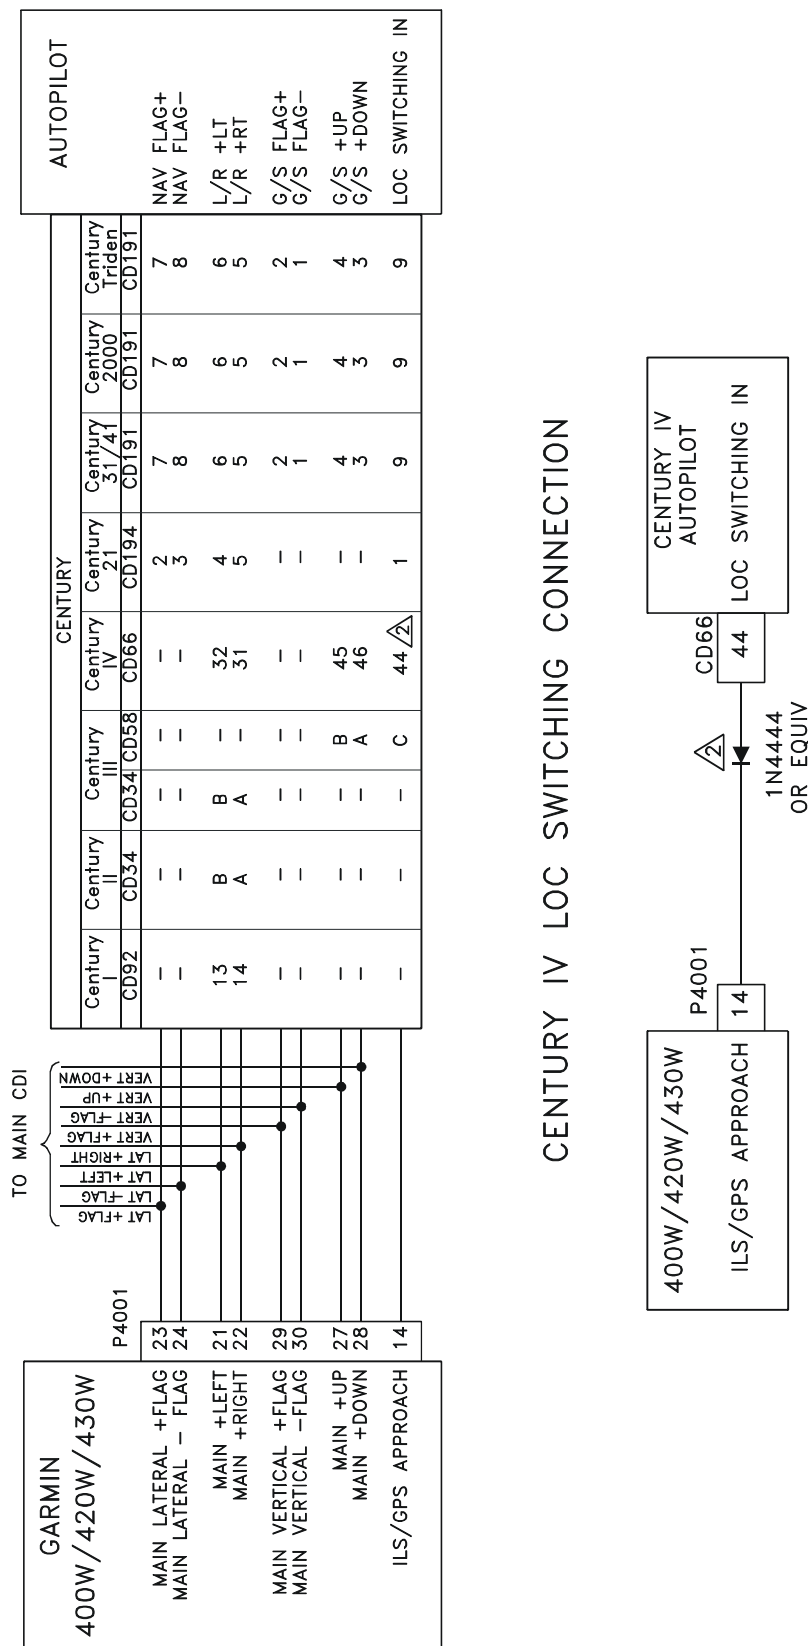 GARMIN
400W/420W/430W
P4001
MAIN LATERAL +FLAG 23
MAIN LATERAL - FLAG 24
MAIN +LEFT 21
MAIN +RIGHT 22
MAIN VERTICAL +FLAG 29
MAIN VERTICAL -FLAG 30
MAIN +UP 27
MAIN +DOWN 28
ILS/GPS APPROACH 14
TO MAIN CDI
LAT +FLAG
LAT -FLAG
LAT +LEFT
LAT +RIGHT
VERT +FLAG
VERT -FLAG
VERT +UP
VERT +DOWN
CENTURY
Century I Century II Century III Century IV Century 21 Century 31/41 Century 2000 Century Triden
CD92 CD34 CD34 CD58 CD66 CD194 CD191 CD191 CD191
- - - - - 2 7 7 7
- - - - - 3 8 8 8
13 B B - 32 4 6 6 6
14 A A - 31 5 5 5 5
- - - - - - 2 2 2
- - - - - - 1 1 1
- - - B 45 - 4 4 4
- - - A 46 - 3 3 3
- - - C 44 2 1 9 9 9
AUTOPILOT
NAV FLAG+
NAV FLAG-
L/R +LT
L/R +RT
G/S FLAG+
G/S FLAG-
G/S +UP
G/S +DOWN
LOC SWITCHING IN
CENTURY IV LOC SWITCHING CONNECTION
400W/420W/430W
P4001
ILS/GPS APPROACH 14
2
1N4444
OR EQUIV
CD66
44
CENTURY IV
AUTOPILOT
LOC SWITCHING IN